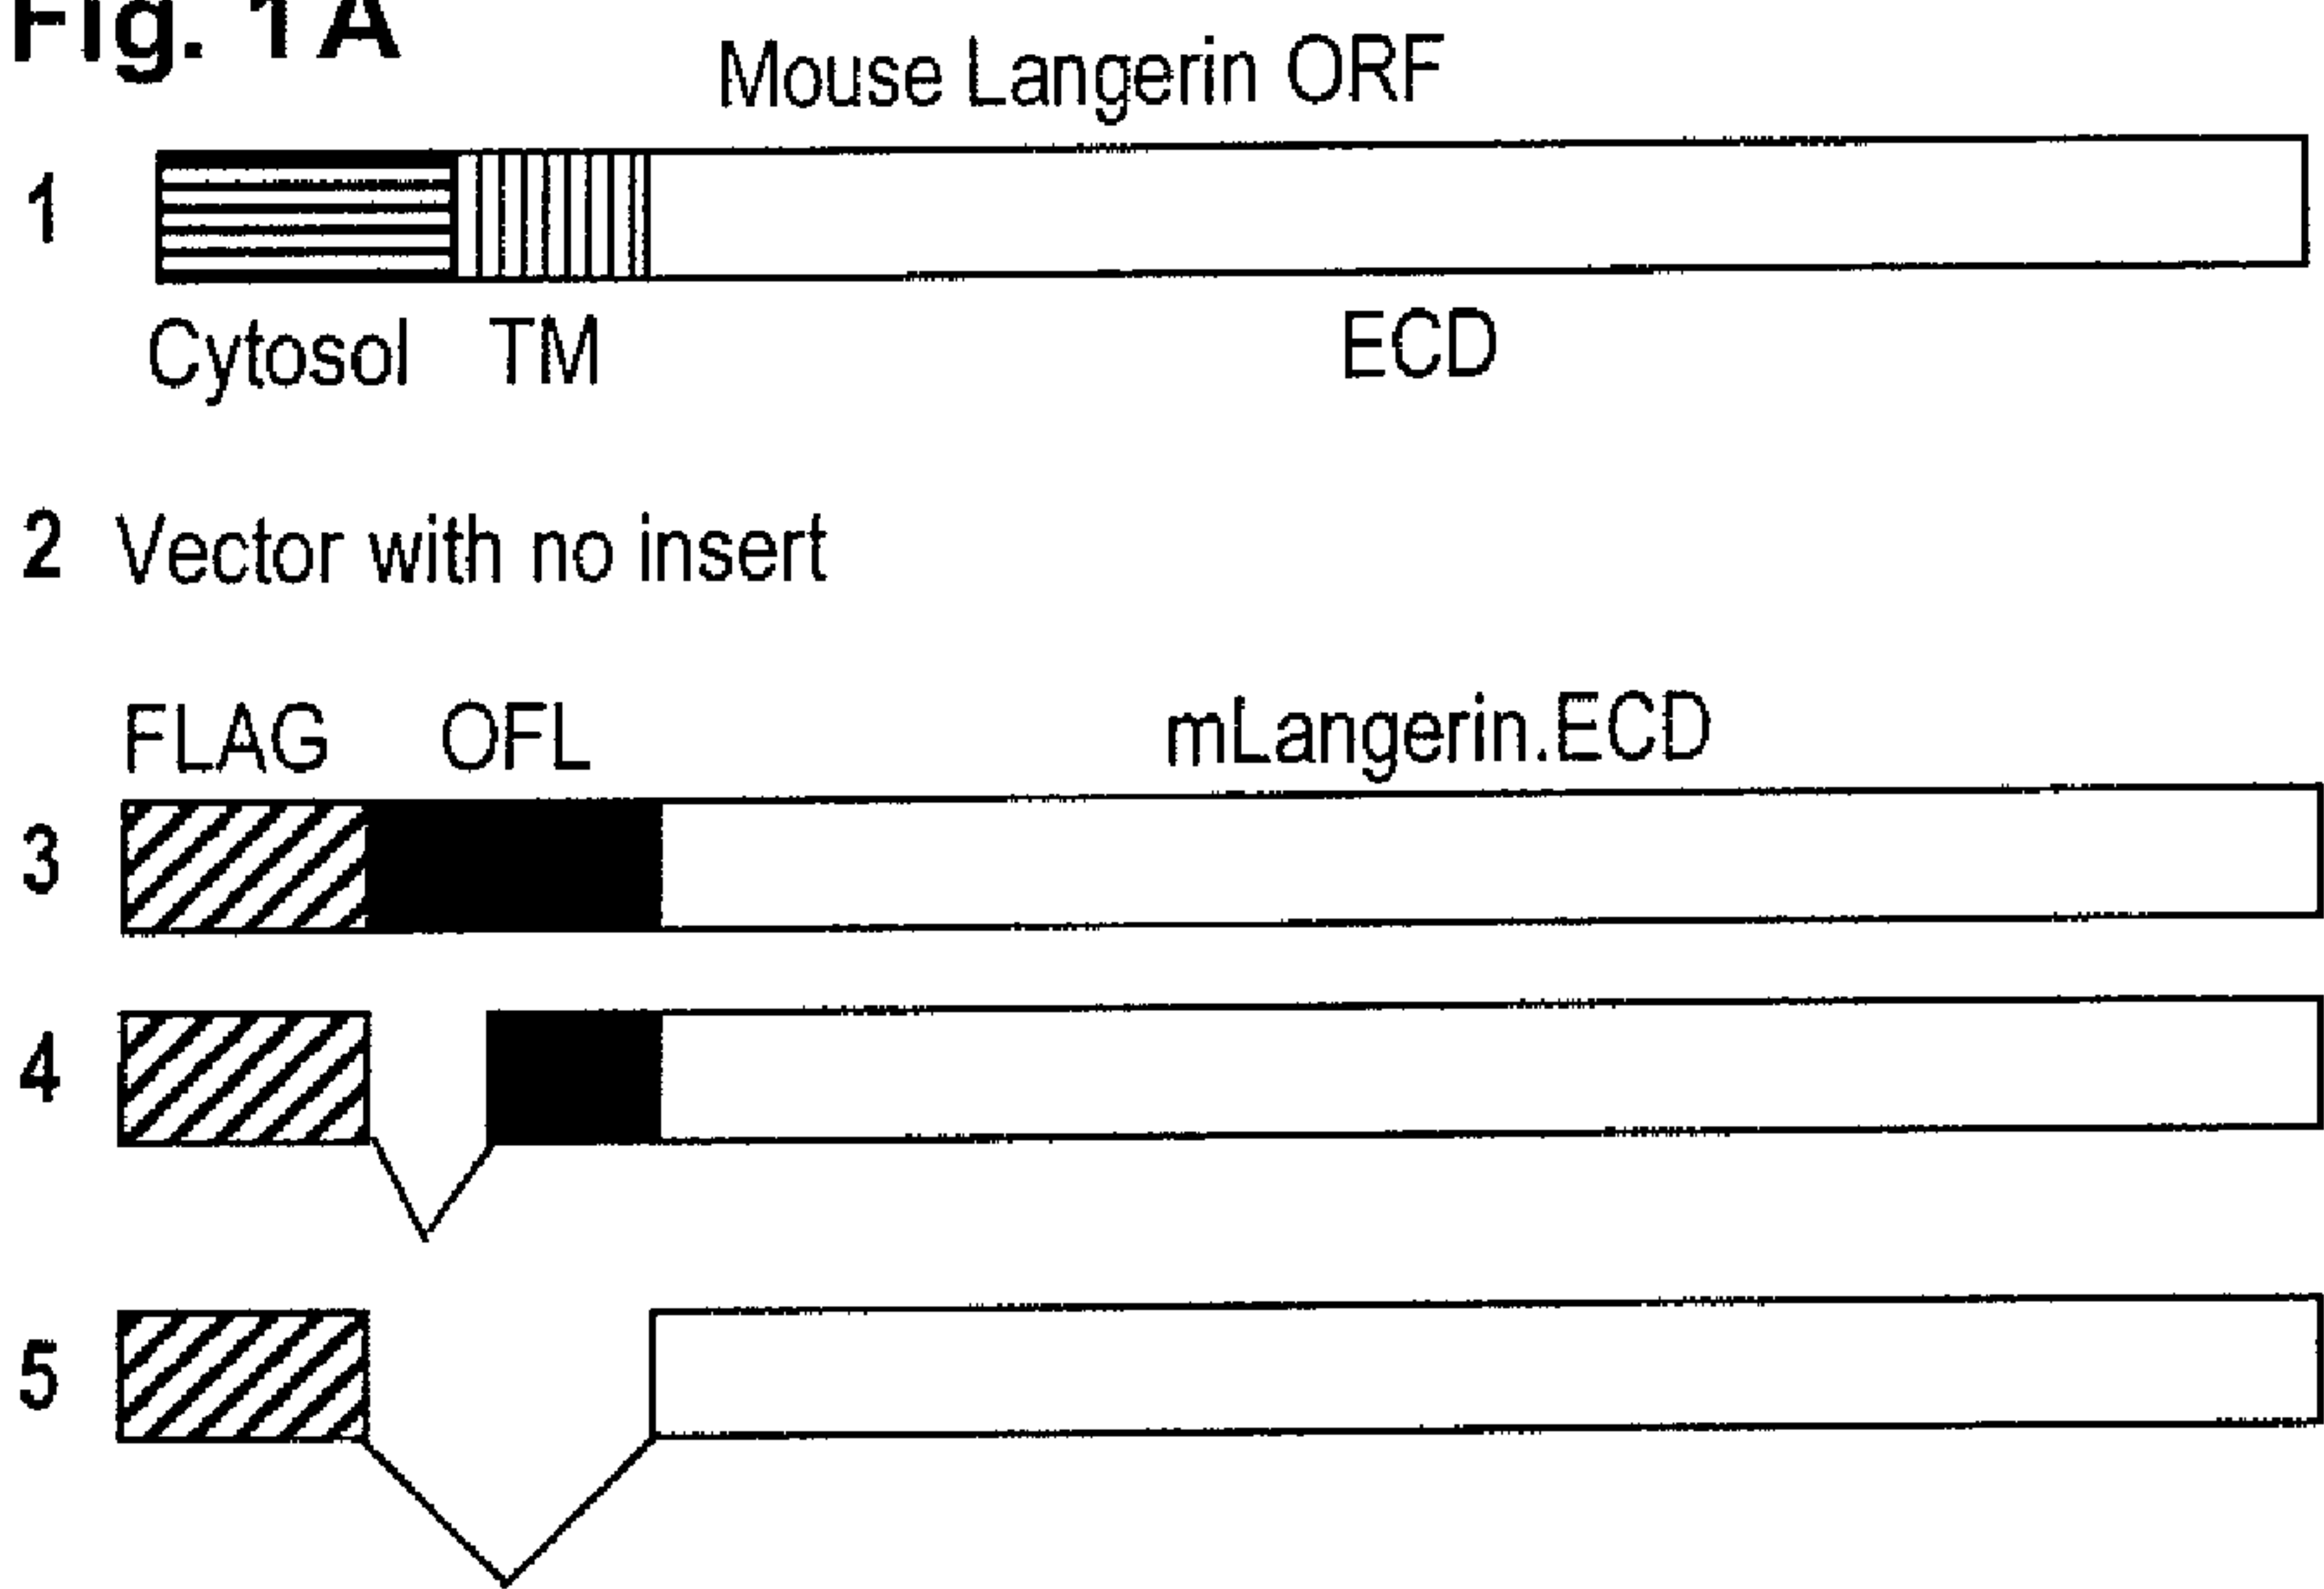 Fig. 1A
Mouse Langerin ORF
1
Cytosol TM ECD
2 Vector with no insert
FLAG OFL mLangerin.ECD
3
4
5